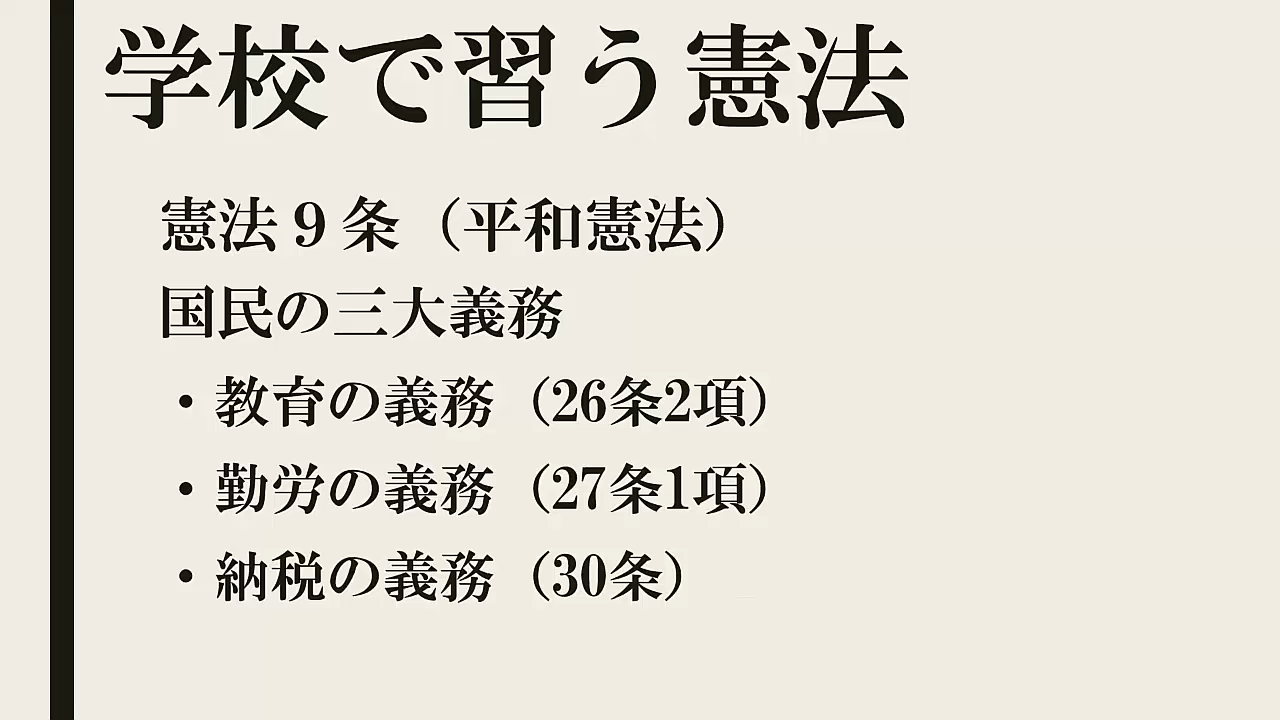 学校で習う憲法
憲法９条（平和憲法）
国民の三大義務
・教育の義務（26条2項）
・勤労の義務（27条1項）
・納税の義務（30条）